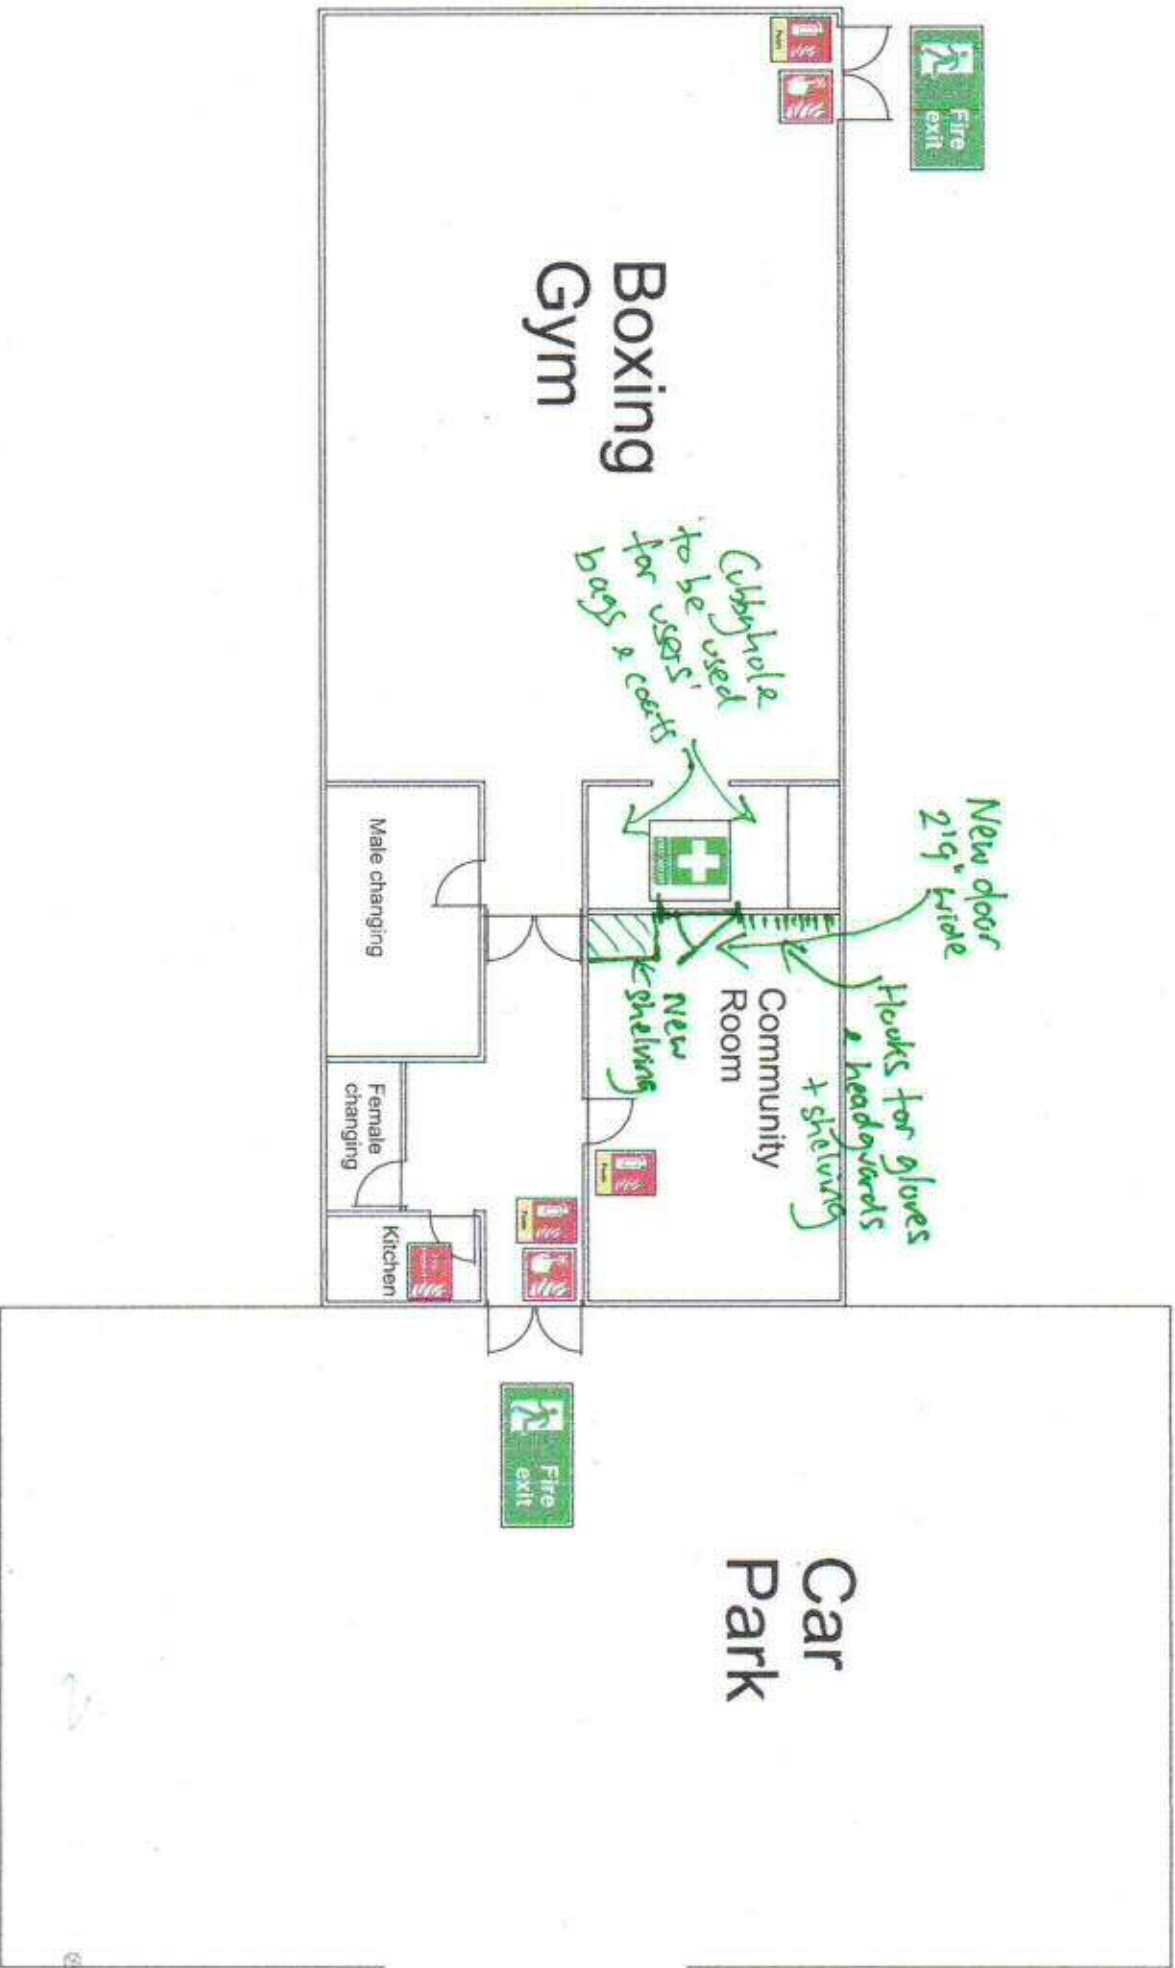 Fire
exit
Boxing
Gym
Cubbyhole
to be used
for users'
bags & coats
New door
2'9" wide
Hooks for gloves
& headguards
+ shelving
Community
Room
New
shelving
Male changing
Female
changing
Kitchen
Fire
exit
Car
Park